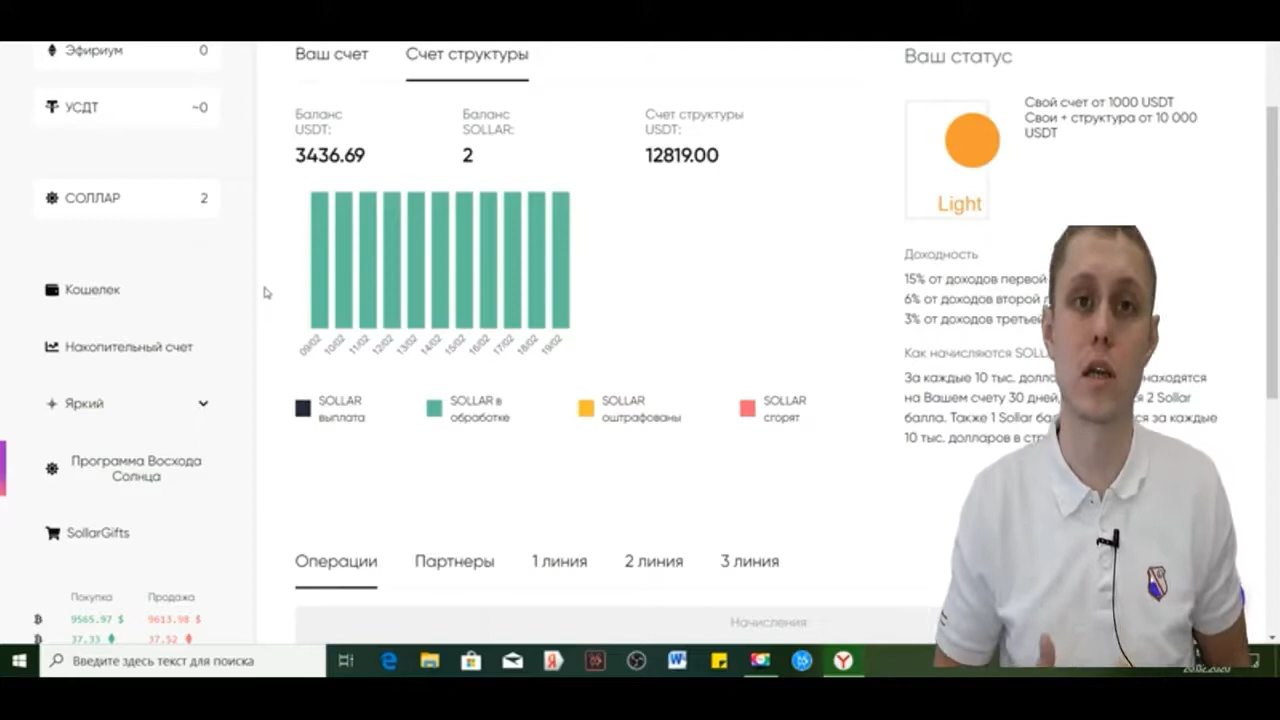 Эфириум 0
УСДТ ~0
СОЛЛАР 2
Кошелек
Накопительный счет
Яркий
Программа Восхода
Солнца
SollarGifts
Покупка Продажа
9565.97 $ 9613.98 $
37.33 37.52
Ваш счет Счет структуры
Баланс
USDT:
3436.69
Баланс
SOLLAR:
2
Счет структуры
USDT:
12819.00
09/02 10/02 11/02 12/02 13/02 14/02 15/02 16/02 17/02 18/02 19/02
SOLLAR
выплата
SOLLAR в
обработке
SOLLAR
оштрафованы
SOLLAR
сгорят
Операции Партнеры 1 линия 2 линия 3 линия
Начисления
Ваш статус
Light
Свой счет от 1000 USDT
Свои + структура от 10 000
USDT
Доходность
15% от доходов первой
6% от доходов второй
3% от доходов третьей
Как начисляются
За каждые 10 тыс. находятся
на Вашем счету 30 дней, 2 Sollar
балла. Также 1 Sollar за каждые
10 тыс. долларов в
Введите здесь текст для поиска